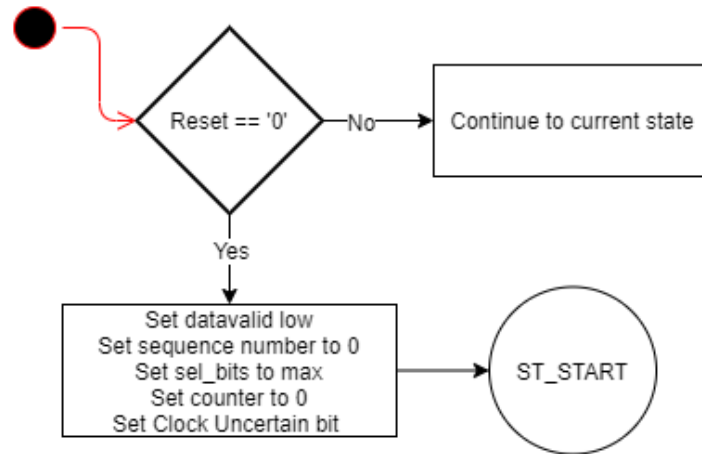 Reset == '0'
No
Continue to current state
Yes
Set datavalid low
Set sequence number to 0
Set sel_bits to max
Set counter to 0
Set Clock Uncertain bit
ST_START